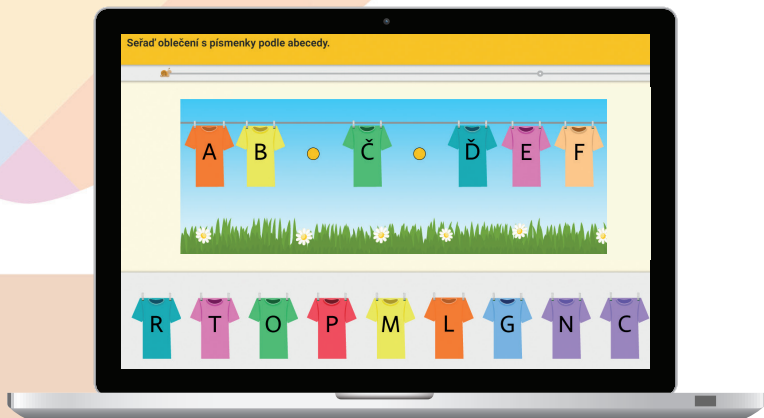 Seřaď oblečení s písmenky podle abecedy.
A B Č Ď E F
R T O P M L G N C